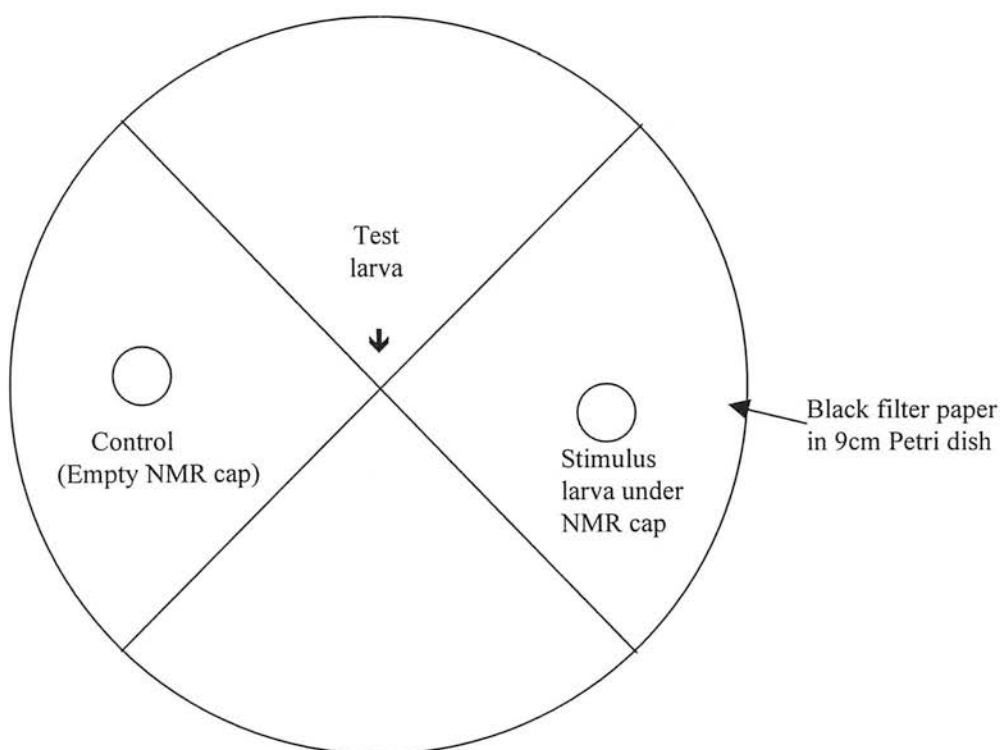 Test
larva
Control
(Empty NMR cap)
Stimulus
larva under
NMR cap
Black filter paper
in 9cm Petri dish